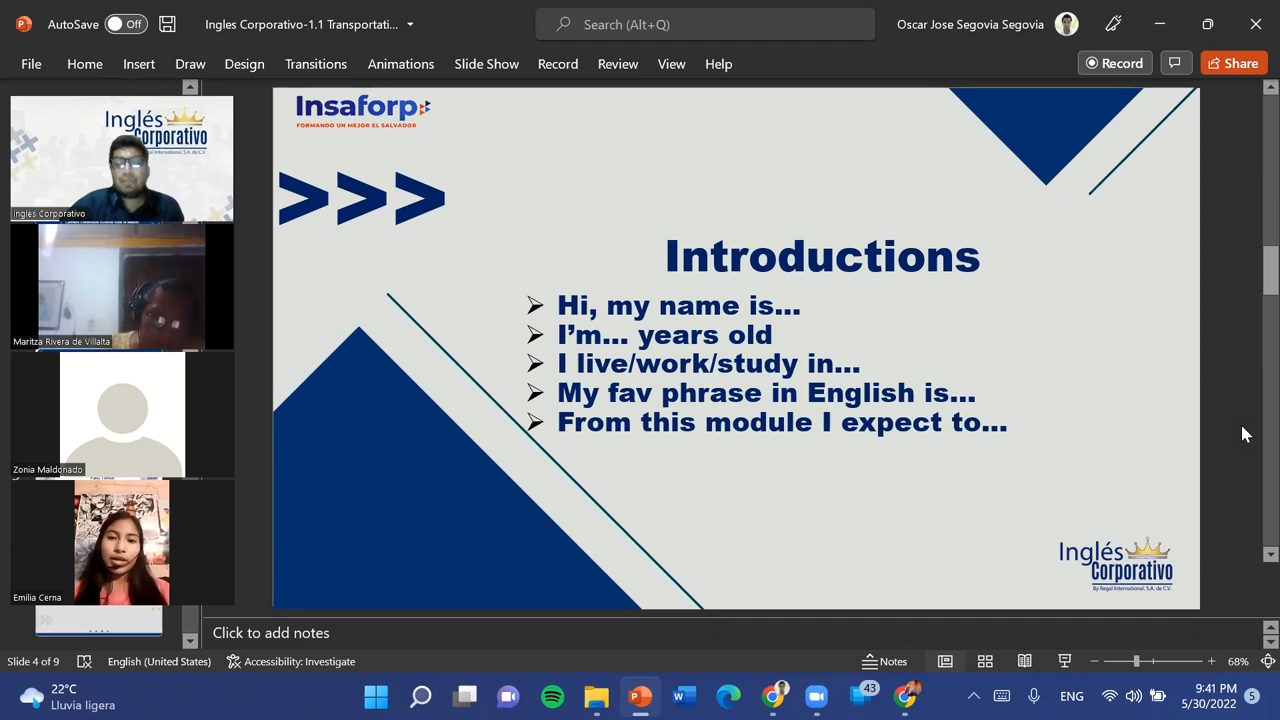 AutoSave Off Ingles Corporativo-1.1 Transportati... Search (Alt+Q) Oscar Jose Segovia Segovia
File Home Insert Draw Design Transitions Animations Slide Show Record Review View Help Record Share
Inglés
Corporativo
By Regal International, S.A. de C.V.
Ingles Corporativo
Maritza Rivera de Villalta
Zonia Maldonado
Emilia Cerna
Insaforp
FORMANDO UN MEJOR EL SALVADOR
>>>
Introductions
Hi, my name is...
I'm... years old
I live/work/study in...
My fav phrase in English is...
From this module I expect to...
Inglés
Corporativo
By Regal International, S.A. de C.V.
Click to add notes
Slide 4 of 9 English (United States) Accessibility: Investigate Notes 68%
22°C
Lluvia ligera
43
ENG
9:41 PM
5/30/2022
5